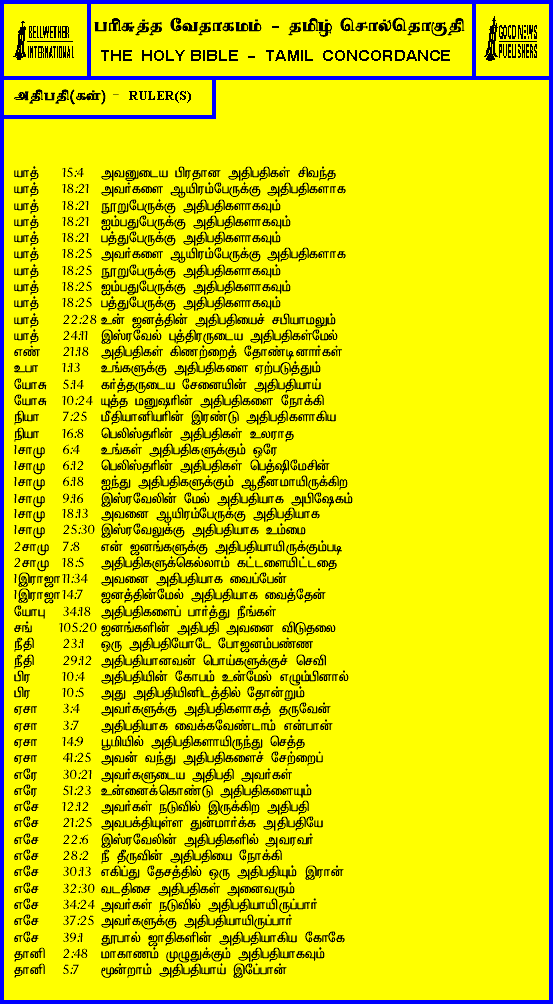 BELLWETHER
INTERNATIONAL
பரிசுத்த வேதாகமம் - தமிழ் சொல்தொகுதி
THE HOLY BIBLE - TAMIL CONCORDANCE
GOOD NEWS
PUBLISHERS
அதிபதி(கள்) - RULER(S)
யாத் 15:4 அவனுடைய பிரதான அதிபதிகள் சிவந்த
யாத் 18:21 அவர்களை ஆயிரம்பேருக்கு அதிபதிகளாக
யாத் 18:21 நூறுபேருக்கு அதிபதிகளாகவும்
யாத் 18:21 ஐம்பதுபேருக்கு அதிபதிகளாகவும்
யாத் 18:21 பத்துபேருக்கு அதிபதிகளாகவும்
யாத் 18:25 அவர்களை ஆயிரம்பேருக்கு அதிபதிகளாக
யாத் 18:25 நூறுபேருக்கு அதிபதிகளாகவும்
யாத் 18:25 ஐம்பதுபேருக்கு அதிபதிகளாகவும்
யாத் 18:25 பத்துபேருக்கு அதிபதிகளாகவும்
யாத் 22:28 உன் ஜனத்தின் அதிபதியைச் சபியாமலும்
யாத் 24:11 இஸ்ரவேல் புத்திரருடைய அதிபதிகள்மேல்
எண் 21:18 அதிபதிகள் கிணற்றைத் தோண்டினார்கள்
உபா 1:13 உங்களுக்கு அதிபதிகளை ஏற்படுத்தும்
யோசு 5:14 கர்த்தருடைய சேனையின் அதிபதியாய்
யோசு 10:24 யுத்த மனுஷரின் அதிபதிகளை நோக்கி
நியா 7:25 மீதியானியரின் இரண்டு அதிபதிகளாகிய
நியா 16:8 பெலிஸ்தரின் அதிபதிகள் உலராத
1சாமு 6:4 உங்கள் அதிபதிகளுக்கும் ஒரே
1சாமு 6:12 பெலிஸ்தரின் அதிபதிகள் பெத்ஷிமேசின்
1சாமு 6:18 ஐந்து அதிபதிகளுக்கும் ஆதீனமாயிருக்கிற
1சாமு 9:16 இஸ்ரவேலின் மேல் அதிபதியாக அபிஷேகம்
1சாமு 18:13 அவனை ஆயிரம்பேருக்கு அதிபதியாக
1சாமு 25:30 இஸ்ரவேலுக்கு அதிபதியாக உம்மை
2சாமு 7:8 என் ஜனங்களுக்கு அதிபதியாயிருக்கும்படி
2சாமு 18:5 அதிபதிகளுக்கெல்லாம் கட்டளையிட்டதை
1இராஜா 11:34 அவனை அதிபதியாக வைப்பேன்
1இராஜா 14:7 ஜனத்தின்மேல் அதிபதியாக வைத்தேன்
யோபு 34:18 அதிபதிகளைப் பார்த்து நீங்கள்
சங் 105:20 ஜனங்களின் அதிபதி அவனை விடுதலை
நீதி 23:1 ஒரு அதிபதியோடே போஜனம்பண்ண
நீதி 29:12 அதிபதியானவன் பொய்களுக்குச் செவி
பிர 10:4 அதிபதியின் கோபம் உன்மேல் எழும்பினால்
பிர 10:5 அது அதிபதியினிடத்தில் தோன்றும்
ஏசா 3:4 அவர்களுக்கு அதிபதிகளாகத் தருவேன்
ஏசா 3:7 அதிபதியாக வைக்கவேண்டாம் என்பான்
ஏசா 14:9 பூமியில் அதிபதிகளாயிருந்து செத்த
ஏசா 41:25 அவன் வந்து அதிபதிகளைச் சேற்றைப்
எரே 30:21 அவர்களுடைய அதிபதி அவர்கள்
எரே 51:23 உன்னைக்கொண்டு அதிபதிகளையும்
எசே 12:12 அவர்கள் நடுவில் இருக்கிற அதிபதி
எசே 21:25 அவபக்தியுள்ள துன்மார்க்க அதிபதியே
எசே 22:6 இஸ்ரவேலின் அதிபதிகளில் அவரவர்
எசே 28:2 நீ தீருவின் அதிபதியை நோக்கி
எசே 30:13 எகிப்து தேசத்தில் ஒரு அதிபதியும் இரான்
எசே 32:30 வடதிசை அதிபதிகள் அனைவரும்
எசே 34:24 அவர்கள் நடுவில் அதிபதியாயிருப்பார்
எசே 37:25 அவர்களுக்கு அதிபதியாயிருப்பார்
எசே 39:1 தூபால் ஜாதிகளின் அதிபதியாகிய கோகே
தானி 2:48 மாகாணம் முழுதுக்கும் அதிபதியாகவும்
தானி 5:7 மூன்றாம் அதிபதியாய் இப்போன்